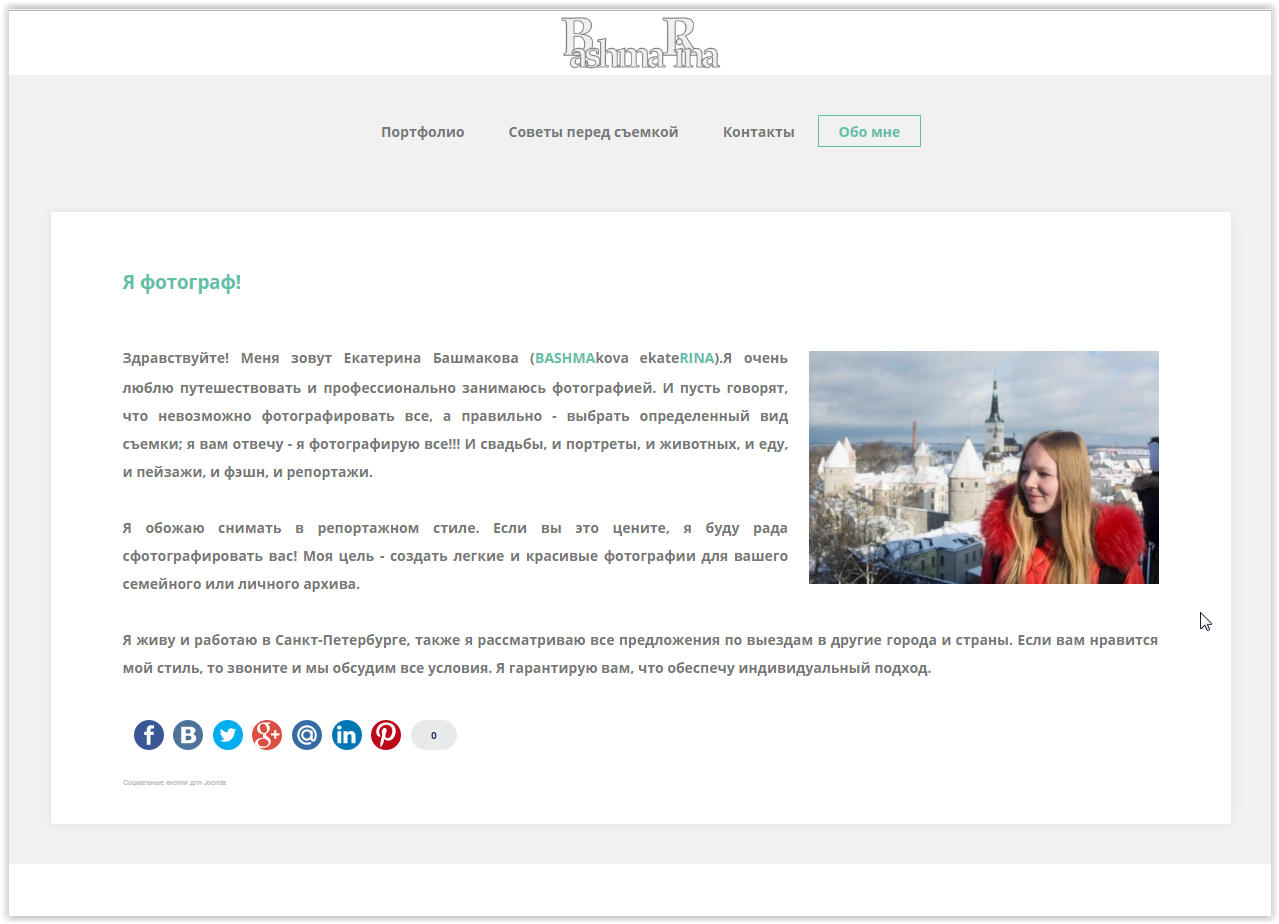 BashmaRina
Портфолио Советы перед съемкой Контакты Обо мне
Я фотограф!
Здравствуйте! Меня зовут Екатерина Башмакова (BASHMAkova ekateRINA).Я очень
люблю путешествовать и профессионально занимаюсь фотографией. И пусть говорят,
что невозможно фотографировать все, а правильно - выбрать определенный вид
съемки; я вам отвечу - я фотографирую все!!! И свадьбы, и портреты, и животных, и еду,
и пейзажи, и фэшн, и репортажи.
Я обожаю снимать в репортажном стиле. Если вы это цените, я буду рада
сфотографировать вас! Моя цель - создать легкие и красивые фотографии для вашего
семейного или личного архива.
Я живу и работаю в Санкт-Петербурге, также я рассматриваю все предложения по выездам в другие города и страны. Если вам нравится
мой стиль, то звоните и мы обсудим все условия. Я гарантирую вам, что обеспечу индивидуальный подход.
0
Социальные кнопки для Joomla